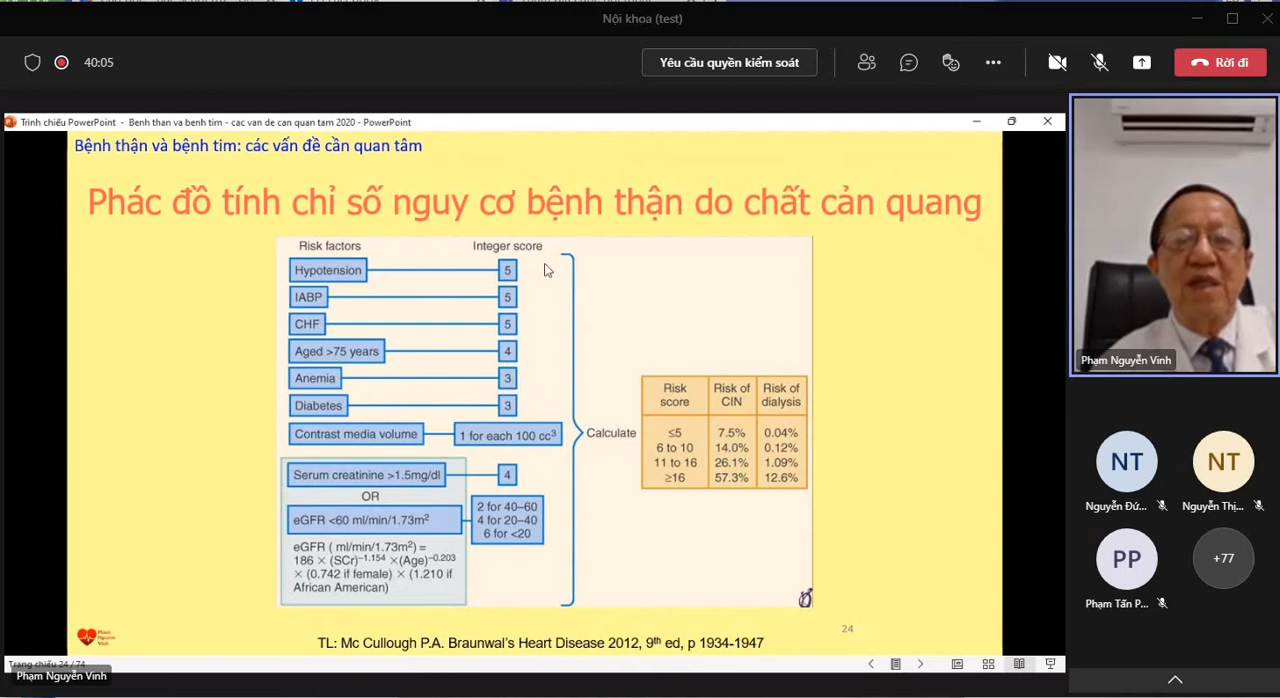 Nội khoa (test)
40:05
Yêu cầu quyền kiểm soát
Rời đi
Trình chiếu PowerPoint - Benh than va benh tim - cac van de can quan tam 2020 - PowerPoint
Bệnh thận và bệnh tim: các vấn đề cần quan tâm
Phác đồ tính chỉ số nguy cơ bệnh thận do chất cản quang
Risk factors Integer score
Hypotension 5
IABP 5
CHF 5
Aged >75 years 4
Anemia 3
Diabetes 3
Contrast media volume 1 for each 100 cc³
Serum creatinine >1.5mg/dl 4
OR
eGFR <60 ml/min/1.73m²
2 for 40–60
4 for 20–40
6 for <20
eGFR ( ml/min/1.73m²) =
186 × (SCr)⁻¹·¹⁵⁴ ×(Age)⁻⁰·²⁰³
× (0.742 if female) × (1.210 if
African American)
Calculate
Risk score Risk of CIN Risk of dialysis
≤5 7.5% 0.04%
6 to 10 14.0% 0.12%
11 to 16 26.1% 1.09%
≥16 57.3% 12.6%
24
Pham Nguyen Vinh
TL: Mc Cullough P.A. Braunwal's Heart Disease 2012, 9th ed, p 1934-1947
Trang chiếu 24 / 74
Phạm Nguyễn Vinh
Phạm Nguyễn Vinh
NT
Nguyễn Đứ...
NT
Nguyễn Thị...
PP
Phạm Tấn P...
+77